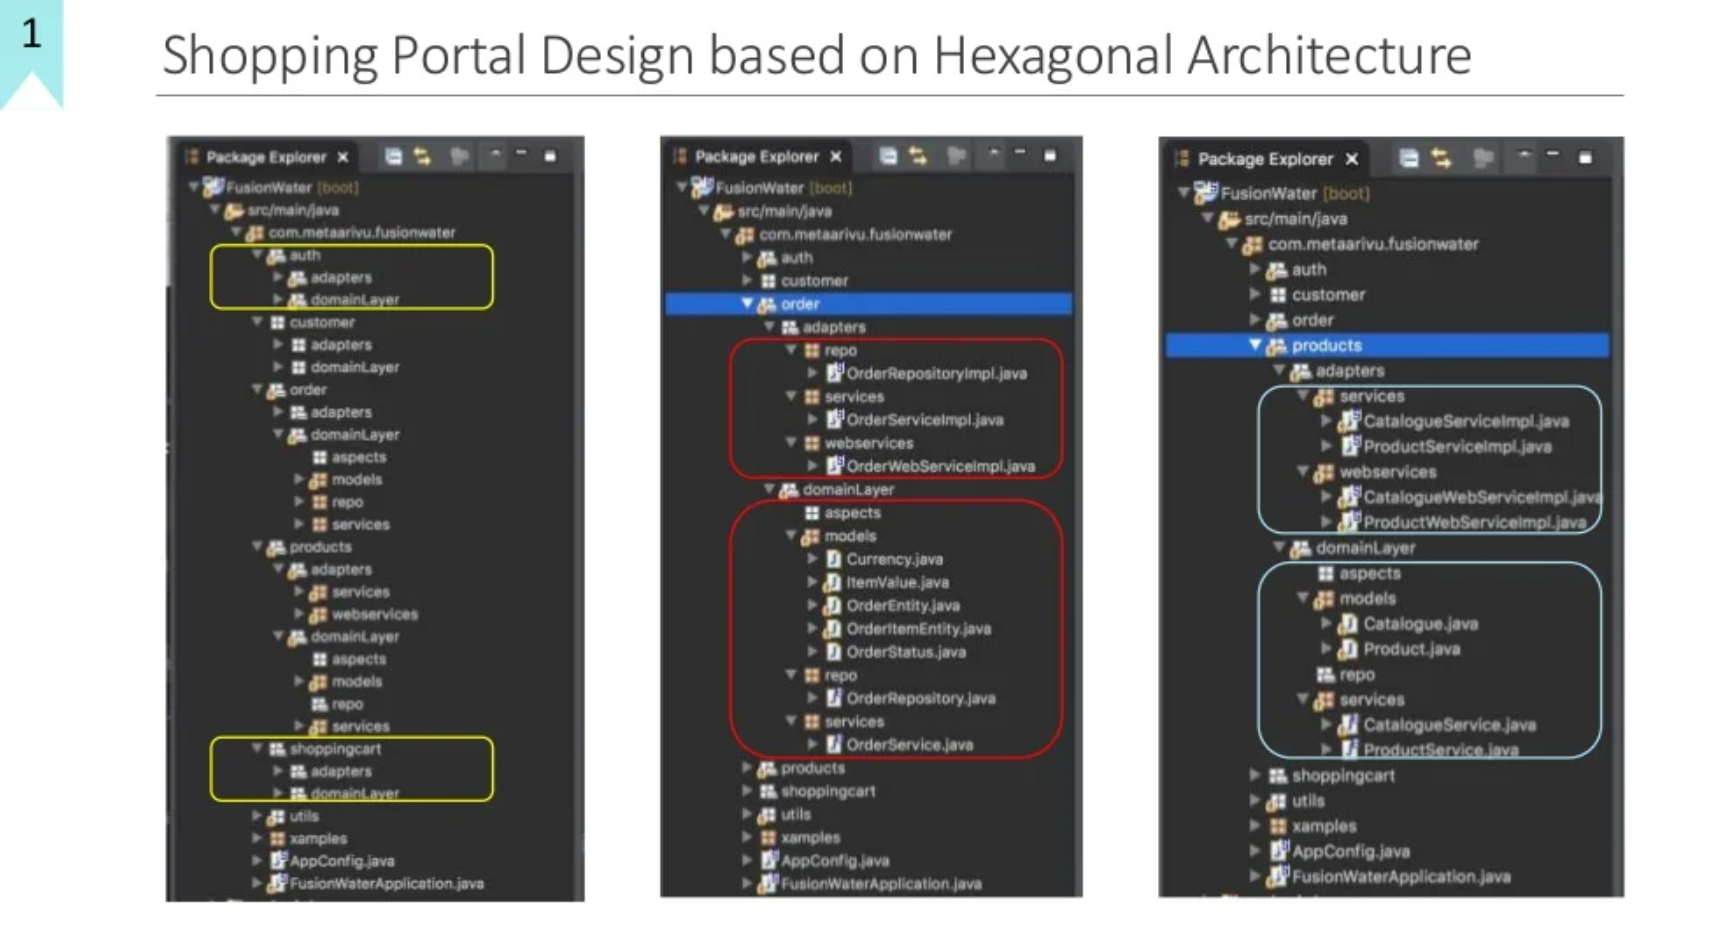 1
Shopping Portal Design based on Hexagonal Architecture
Package Explorer
FusionWater [boot]
src/main/java
com.metaarivu.fusionwater
auth
adapters
domainLayer
customer
adapters
domainLayer
order
adapters
domainLayer
aspects
models
repo
services
products
adapters
services
webservices
domainLayer
aspects
models
repo
services
shoppingcart
adapters
domainLayer
utils
xamples
AppConfig.java
FusionWaterApplication.java
Package Explorer
FusionWater [boot]
src/main/java
com.metaarivu.fusionwater
auth
customer
order
adapters
repo
OrderRepositoryImpl.java
services
OrderServiceImpl.java
webservices
OrderWebServiceImpl.java
domainLayer
aspects
models
Currency.java
ItemValue.java
OrderEntity.java
OrderItemEntity.java
OrderStatus.java
repo
OrderRepository.java
services
OrderService.java
products
shoppingcart
utils
xamples
AppConfig.java
FusionWaterApplication.java
Package Explorer
FusionWater [boot]
src/main/java
com.metaarivu.fusionwater
auth
customer
order
products
adapters
services
CatalogueServiceImpl.java
ProductServiceImpl.java
webservices
CatalogueWebServiceImpl.java
ProductWebServiceImpl.java
domainLayer
aspects
models
Catalogue.java
Product.java
repo
services
CatalogueService.java
ProductService.java
shoppingcart
utils
xamples
AppConfig.java
FusionWaterApplication.java